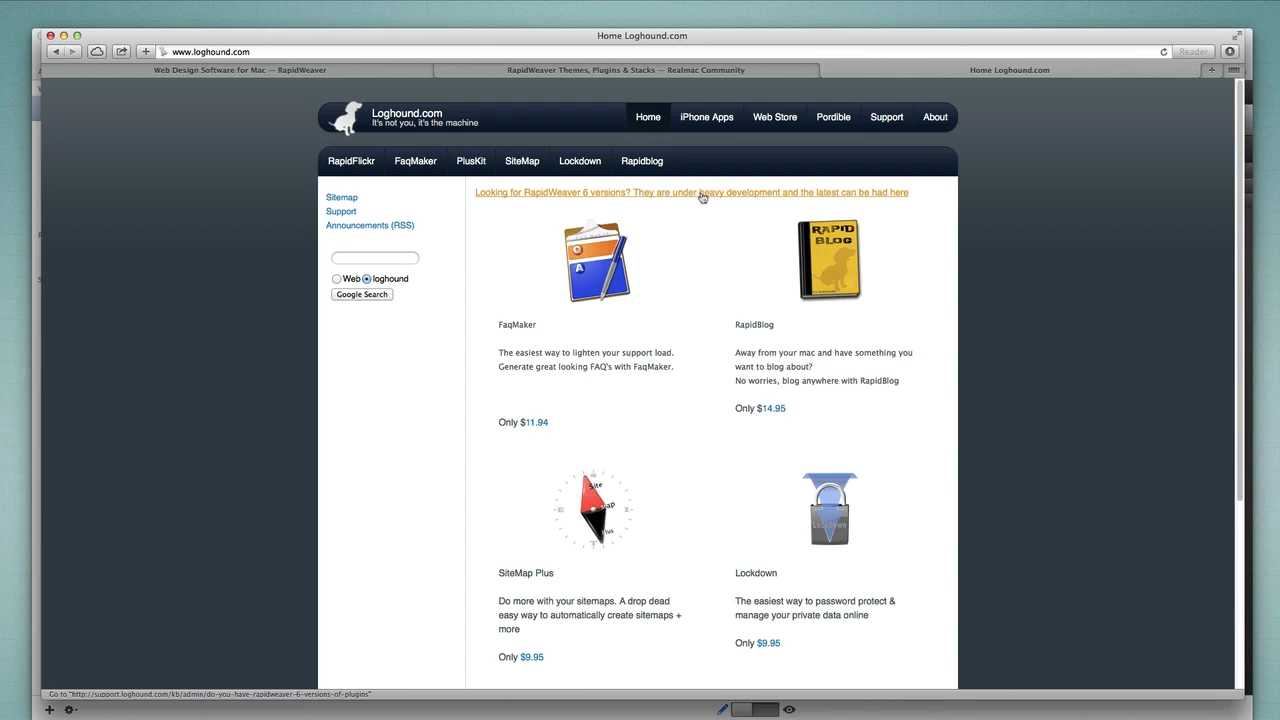 Home Loghound.com
www.loghound.com
Reader
Web Design Software for Mac — RapidWeaver
RapidWeaver Themes, Plugins & Stacks — Realmac Community
Home Loghound.com
Loghound.com
It's not you, it's the machine
Home
iPhone Apps
Web Store
Pordible
Support
About
RapidFlickr
FaqMaker
PlusKit
SiteMap
Lockdown
Rapidblog
Sitemap
Support
Announcements (RSS)
Web
loghound
Google Search
Looking for RapidWeaver 6 versions? They are under heavy development and the latest can be had here
Q
A
RAPID
BLOG
FaqMaker
The easiest way to lighten your support load.
Generate great looking FAQ's with FaqMaker.
Only $11.94
RapidBlog
Away from your mac and have something you
want to blog about?
No worries, blog anywhere with RapidBlog
Only $14.95
Site
Map
Plus
SiteMap Plus
Do more with your sitemaps. A drop dead
easy way to automatically create sitemaps +
more
Only $9.95
LockDown
Lockdown
The easiest way to password protect &
manage your private data online
Only $9.95
Go to "http://support.loghound.com/kb/admin/do-you-have-rapidweaver-6-versions-of-plugins"